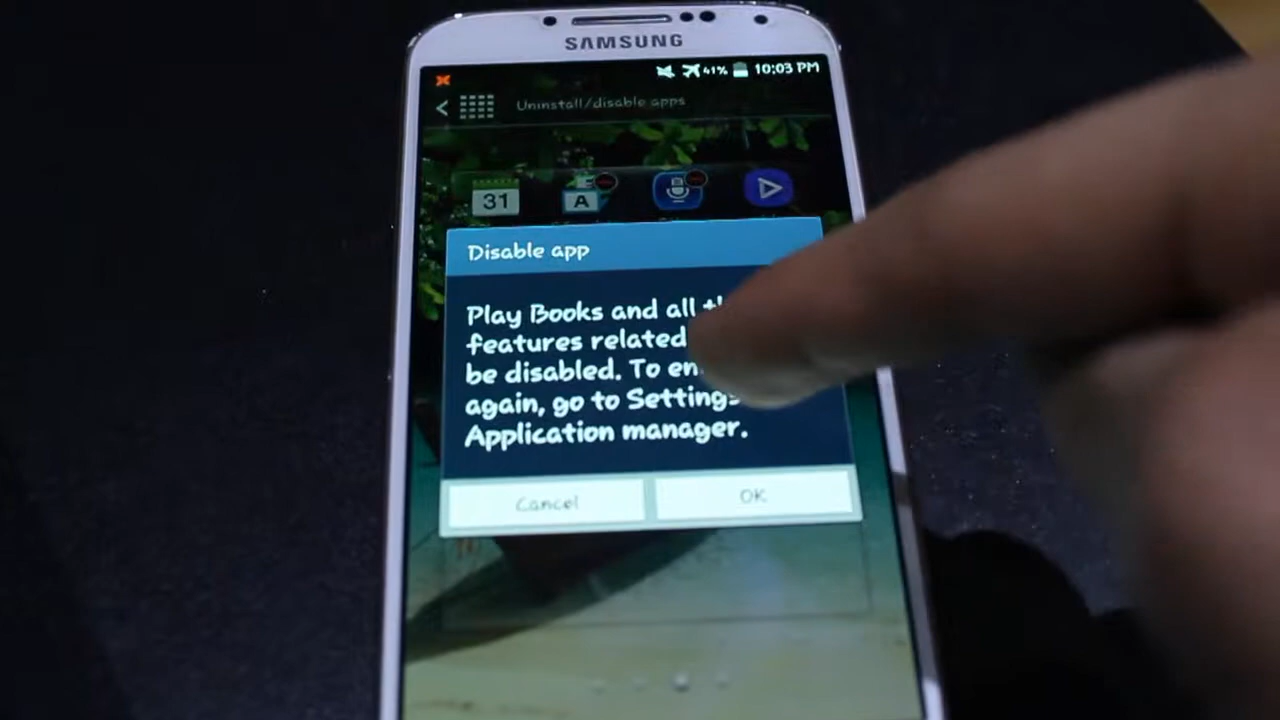 SAMSUNG
41% 10:03 PM
Uninstall/disable apps
31
A
Disable app
Play Books and all
features related
be disabled. To
again, go to Settings
Application manager.
Cancel
OK